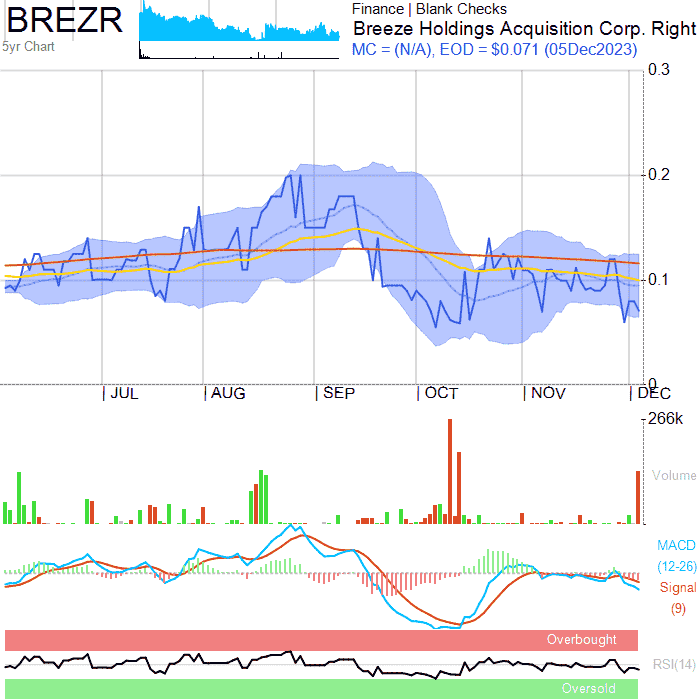 BREZR
5yr Chart
Finance | Blank Checks
Breeze Holdings Acquisition Corp. Right
MC = (N/A), EOD = $0.071 (05Dec2023)
0.3
0.2
0.1
0
JUL AUG SEP OCT NOV DEC
266k
Volume
MACD
(12-26)
Signal
(9)
Overbought
RSI(14)
Oversold